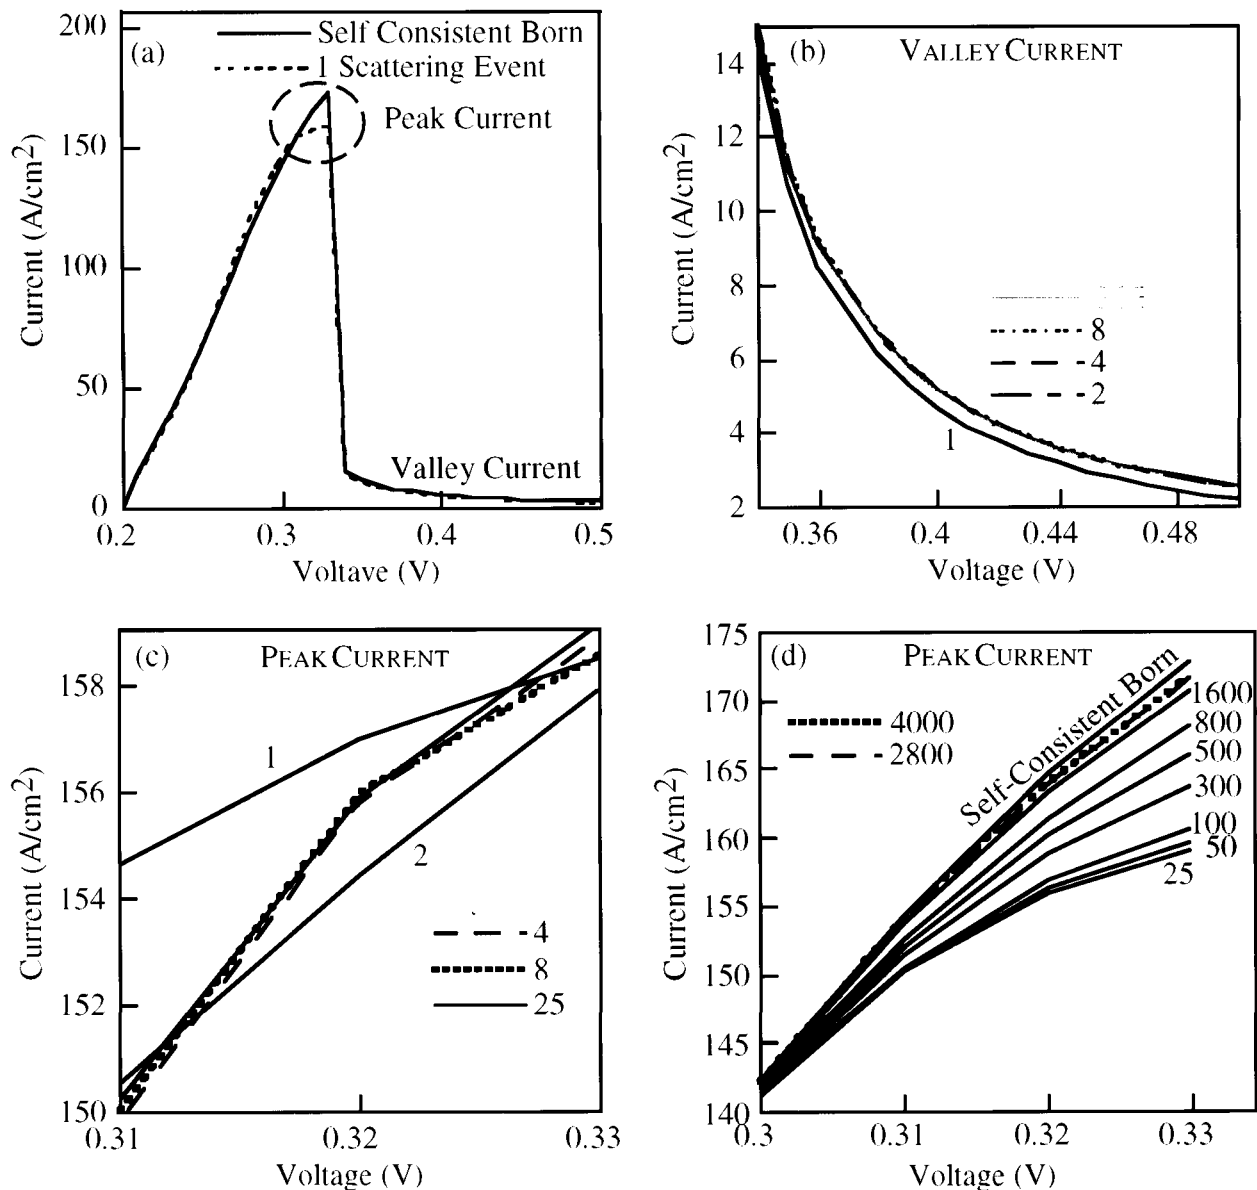 (a)
Self Consistent Born
1 Scattering Event
Peak Current
Valley Current
Current (A/cm2)
200
150
100
50
0
0.2
0.3
0.4
0.5
Voltave (V)
(b)
VALLEY CURRENT
Current (A/cm2)
14
12
10
8
6
4
2
8
4
2
1
0.36
0.4
0.44
0.48
Voltage (V)
(c)
PEAK CURRENT
Current (A/cm2)
158
156
154
152
150
1
2
4
8
25
0.31
0.32
0.33
Voltage (V)
(d)
PEAK CURRENT
Current (A/cm2)
175
170
165
160
155
150
145
140
4000
2800
Self-Consistent Born
1600
800
500
300
100
50
25
0.3
0.31
0.32
0.33
Voltage (V)